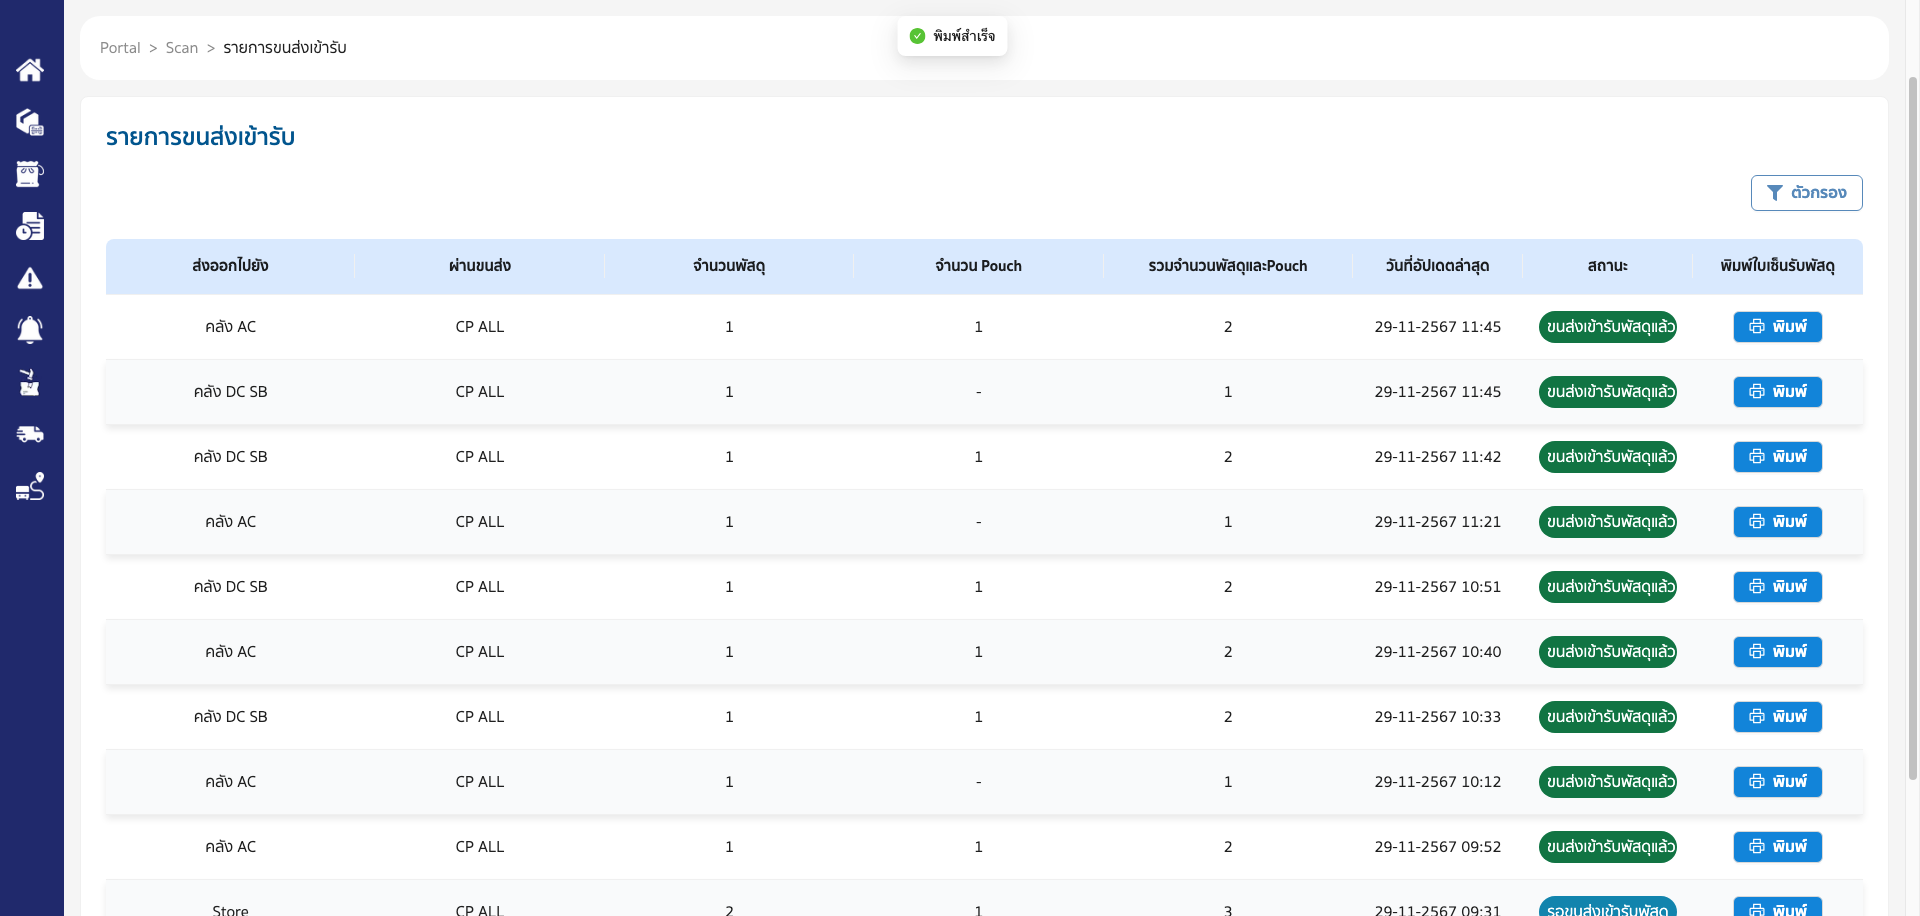 พิมพ์สำเร็จ
Portal > Scan > รายการขนส่งเข้ารับ
รายการขนส่งเข้ารับ
ตัวกรอง
ส่งออกไปยัง ผ่านขนส่ง จำนวนพัสดุ จำนวน Pouch รวมจำนวนพัสดุและPouch วันที่อัปเดตล่าสุด สถานะ พิมพ์ใบเซ็นรับพัสดุ
คลัง AC CP ALL 1 1 2 29-11-2567 11:45 ขนส่งเข้ารับพัสดุแล้ว พิมพ์
คลัง DC SB CP ALL 1 - 1 29-11-2567 11:45 ขนส่งเข้ารับพัสดุแล้ว พิมพ์
คลัง DC SB CP ALL 1 1 2 29-11-2567 11:42 ขนส่งเข้ารับพัสดุแล้ว พิมพ์
คลัง AC CP ALL 1 - 1 29-11-2567 11:21 ขนส่งเข้ารับพัสดุแล้ว พิมพ์
คลัง DC SB CP ALL 1 1 2 29-11-2567 10:51 ขนส่งเข้ารับพัสดุแล้ว พิมพ์
คลัง AC CP ALL 1 1 2 29-11-2567 10:40 ขนส่งเข้ารับพัสดุแล้ว พิมพ์
คลัง DC SB CP ALL 1 1 2 29-11-2567 10:33 ขนส่งเข้ารับพัสดุแล้ว พิมพ์
คลัง AC CP ALL 1 - 1 29-11-2567 10:12 ขนส่งเข้ารับพัสดุแล้ว พิมพ์
คลัง AC CP ALL 1 1 2 29-11-2567 09:52 ขนส่งเข้ารับพัสดุแล้ว พิมพ์
Store CP ALL 2 1 3 29-11-2567 09:31 รอขนส่งเข้ารับพัสดุ พิมพ์